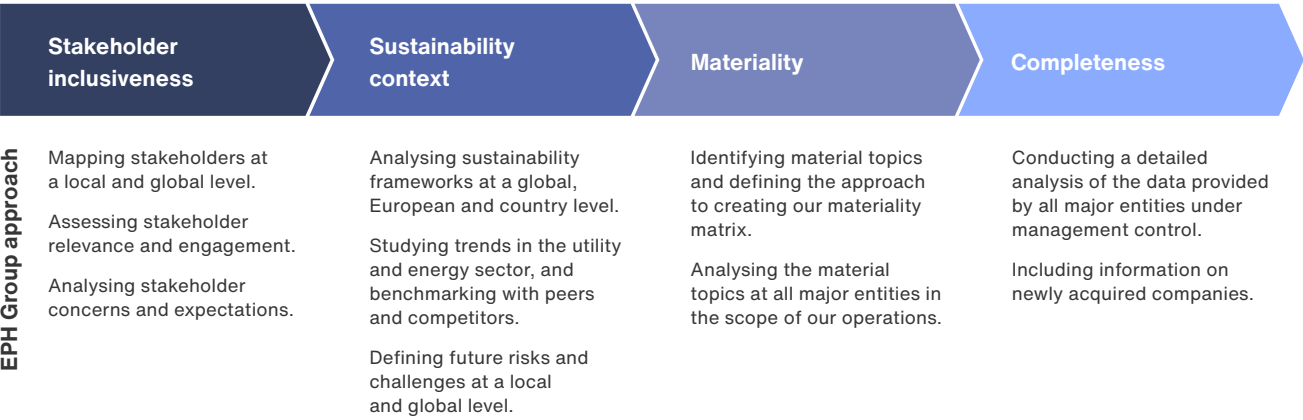 Stakeholder
inclusiveness
Sustainability
context
Materiality
Completeness
EPH Group approach
Mapping stakeholders at
a local and global level.
Assessing stakeholder
relevance and engagement.
Analysing stakeholder
concerns and expectations.
Analysing sustainability
frameworks at a global,
European and country level.
Studying trends in the utility
and energy sector, and
benchmarking with peers
and competitors.
Defining future risks and
challenges at a local
and global level.
Identifying material topics
and defining the approach
to creating our materiality
matrix.
Analysing the material
topics at all major entities in
the scope of our operations.
Conducting a detailed
analysis of the data provided
by all major entities under
management control.
Including information on
newly acquired companies.